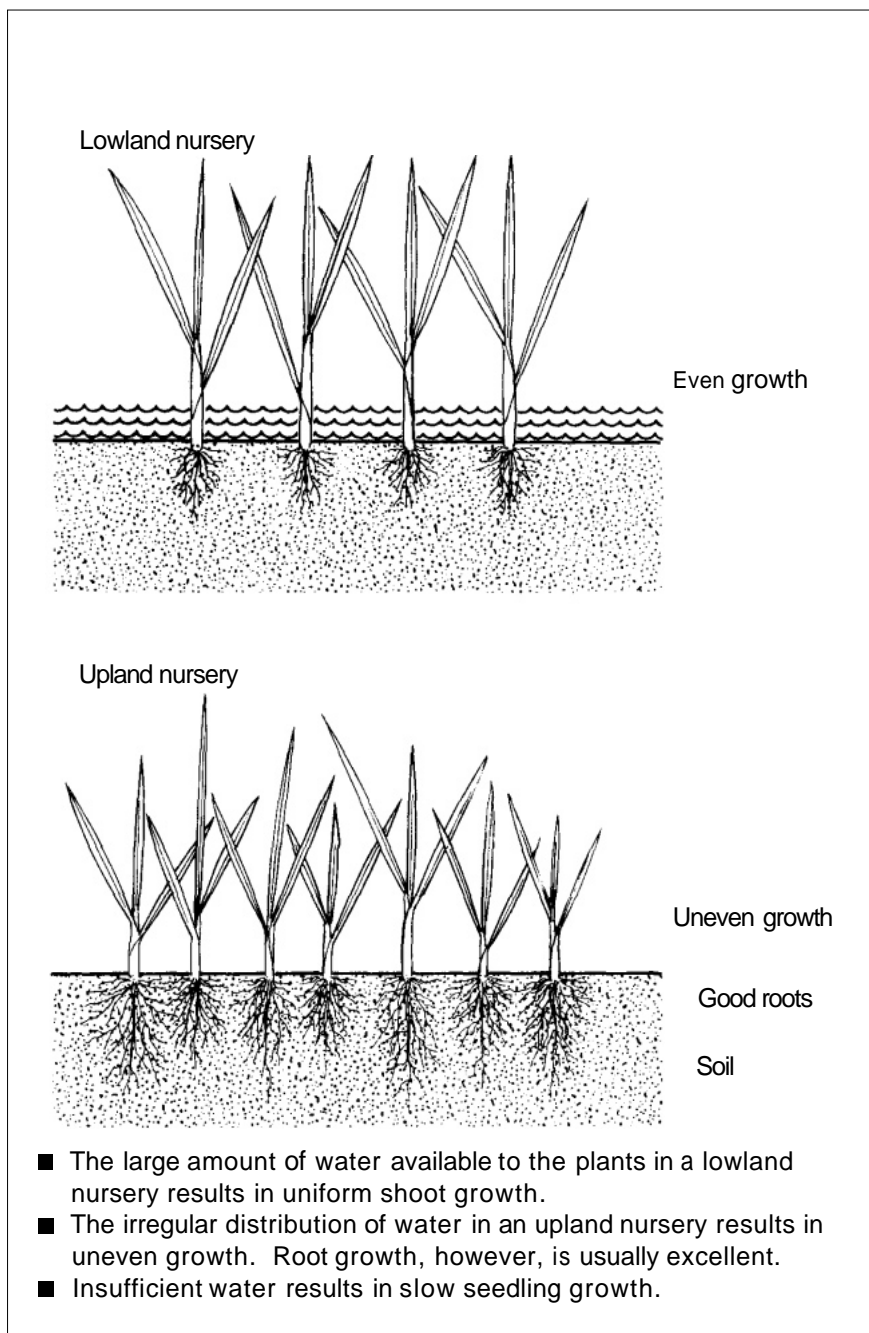 Lowland nursery
Even growth
Upland nursery
Uneven growth
Good roots
Soil
■ The large amount of water available to the plants in a lowland
nursery results in uniform shoot growth.
■ The irregular distribution of water in an upland nursery results in
uneven growth. Root growth, however, is usually excellent.
■ Insufficient water results in slow seedling growth.